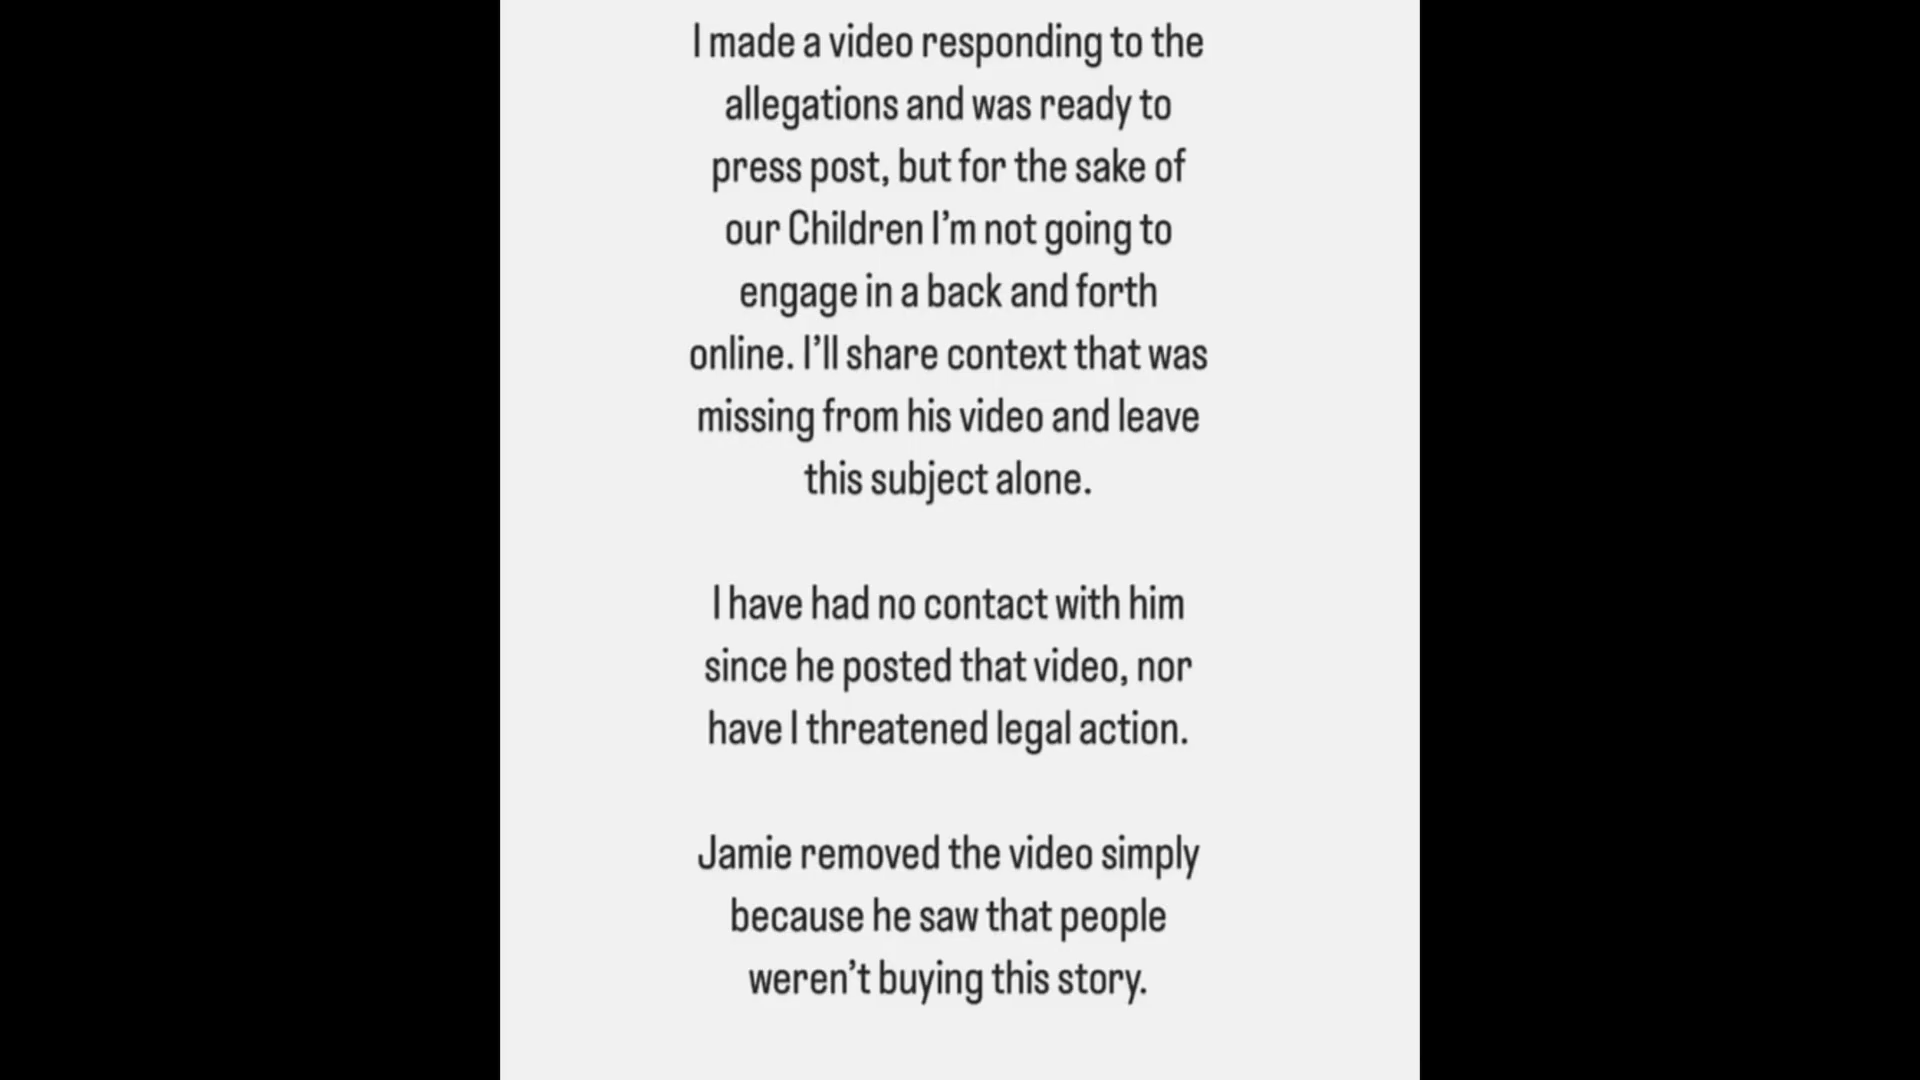 I made a video responding to the
allegations and was ready to
press post, but for the sake of
our Children I’m not going to
engage in a back and forth
online. I’ll share context that was
missing from his video and leave
this subject alone.
I have had no contact with him
since he posted that video, nor
have I threatened legal action.
Jamie removed the video simply
because he saw that people
weren’t buying this story.